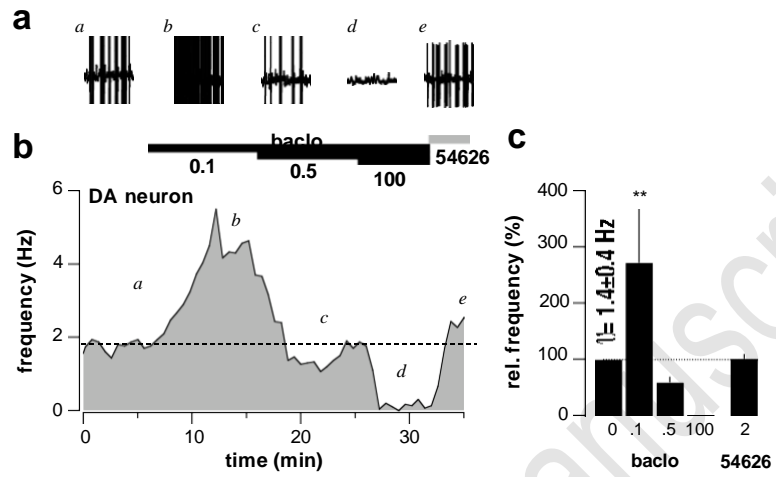 a
a b c d e
b
baclo
0.1 0.5 100 54626
DA neuron
frequency (Hz)
6
4
2
0
a b c d e
0 10 20 30
time (min)
c
rel. frequency (%)
400
300
200
100
0
**
= 1.4±0.4 Hz
0 .1 .5 100 2
baclo 54626